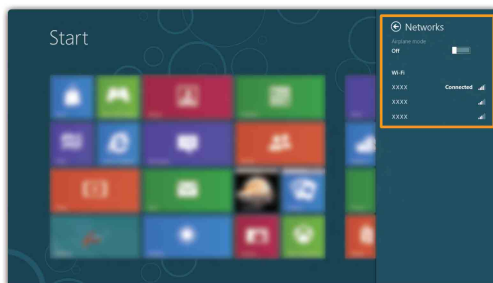 Start
Networks
Airplane mode
Off
Wi-Fi
XXXX Connected
XXXX
XXXX